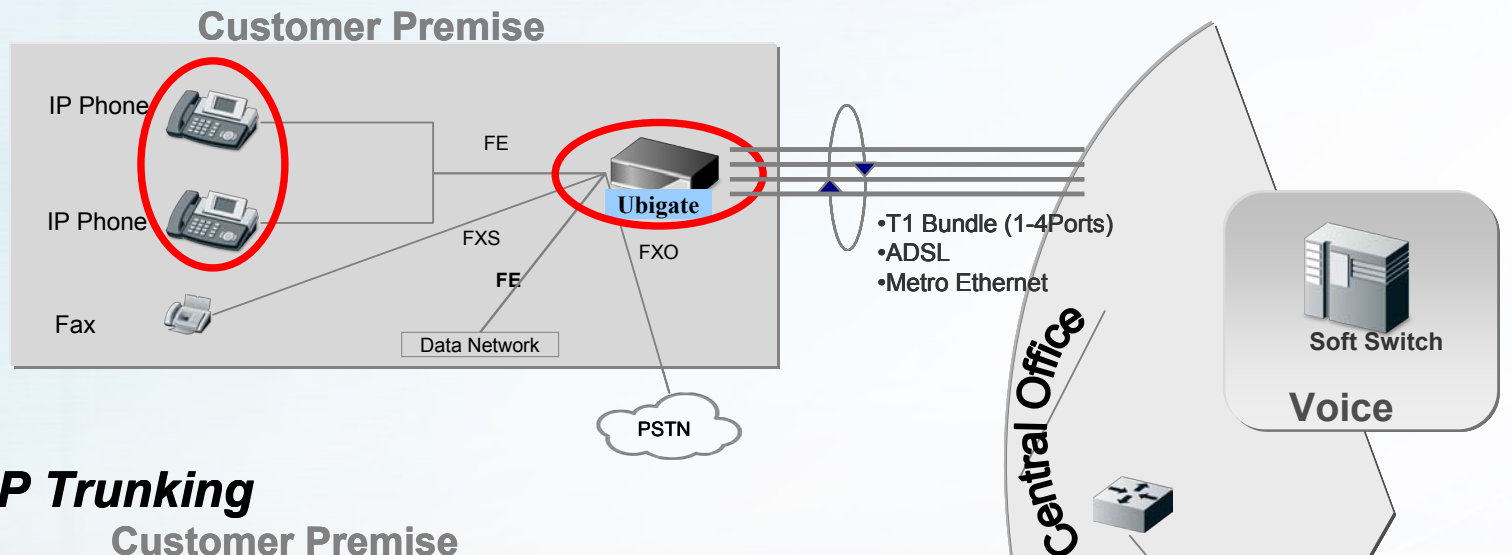 Customer Premise
IP Phone
FE
Ubigate
IP Phone
FXS
FXO
FE
Fax
Data Network
PSTN
•T1 Bundle (1-4Ports)
•ADSL
•Metro Ethernet
Central Office
Soft Switch
Voice
P Trunking
Customer Premise